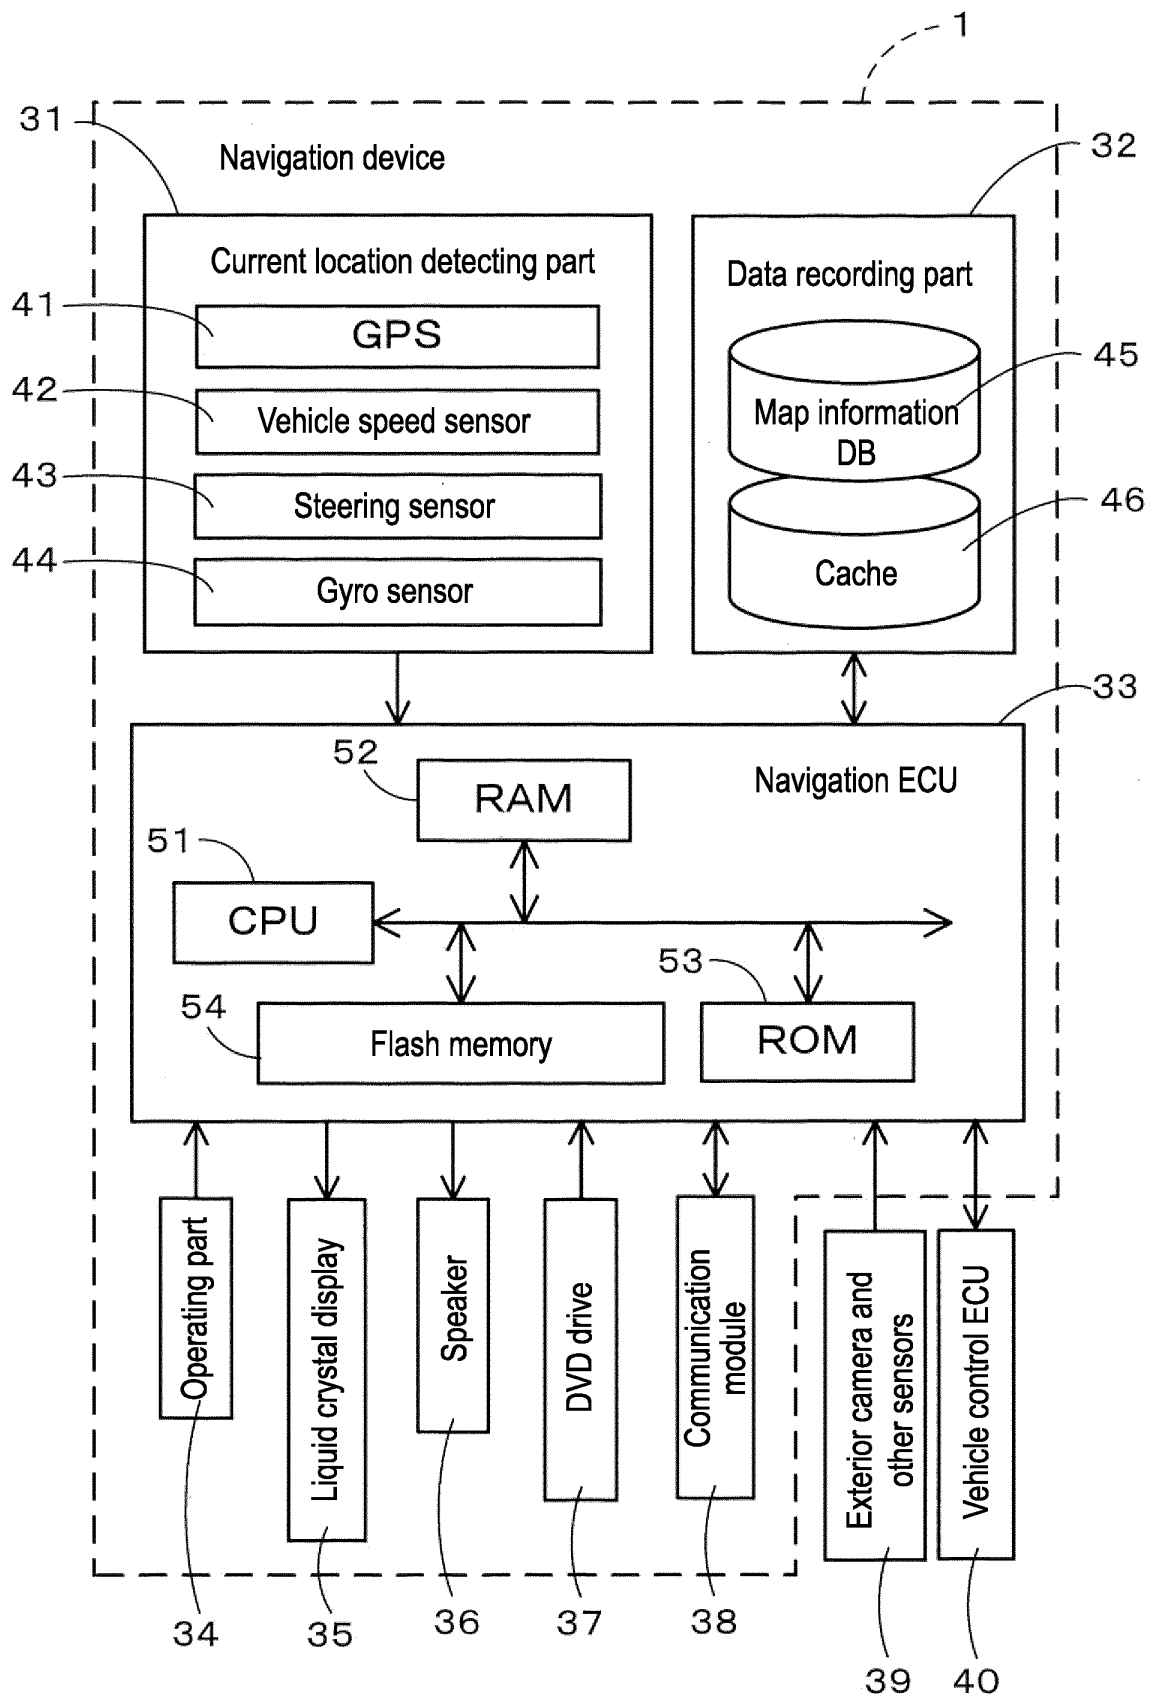 1
31
Navigation device
32
Current location detecting part
Data recording part
41
GPS
45
42
Vehicle speed sensor
Map information
DB
43
Steering sensor
46
44
Gyro sensor
Cache
33
52
RAM
Navigation ECU
51
CPU
53
54
Flash memory
ROM
Operating part
Liquid crystal display
Speaker
DVD drive
Communication
module
Exterior camera and
other sensors
Vehicle control ECU
34
35
36
37
38
39
40